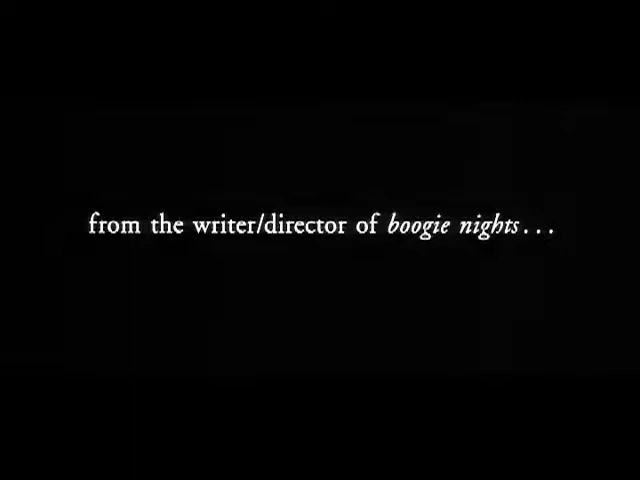 from the writer/director of boogie nights...